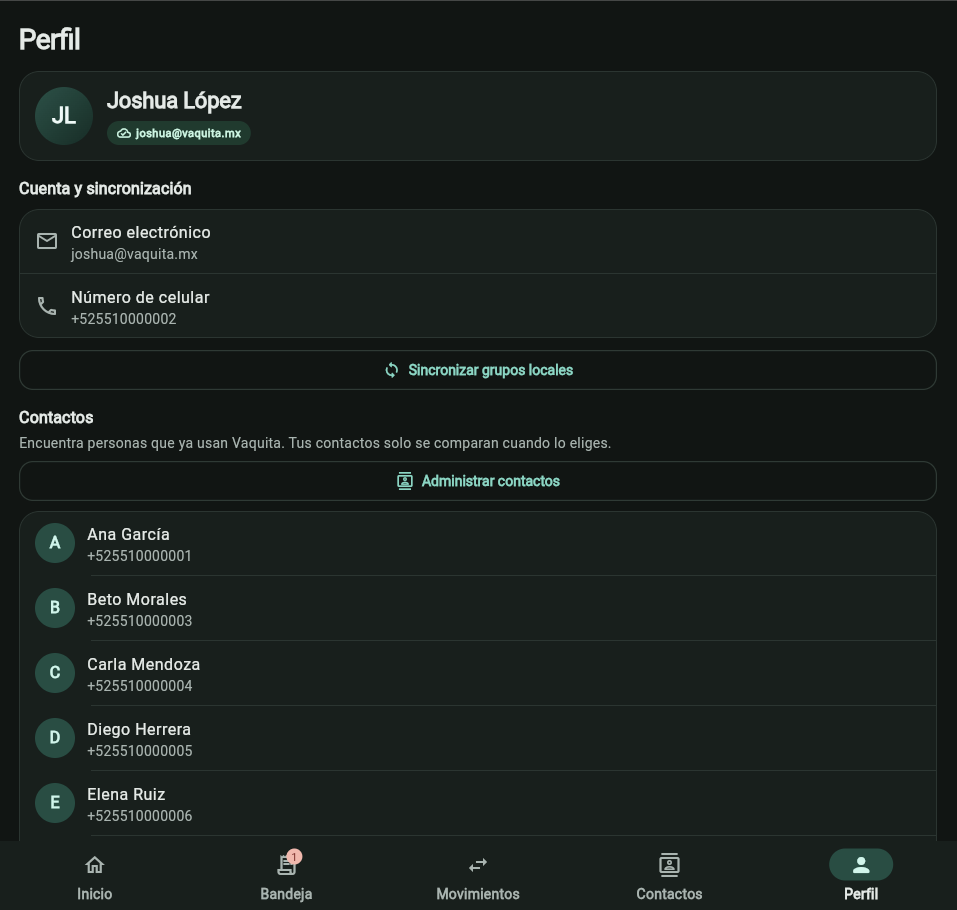 Perfil
JL
Joshua López
joshua@vaquita.mx
Cuenta y sincronización
Correo electrónico
joshua@vaquita.mx
Número de celular
+525510000002
Sincronizar grupos locales
Contactos
Encuentra personas que ya usan Vaquita. Tus contactos solo se comparan cuando lo eliges.
Administrar contactos
A
Ana García
+525510000001
B
Beto Morales
+525510000003
C
Carla Mendoza
+525510000004
D
Diego Herrera
+525510000005
E
Elena Ruiz
+525510000006
1
Inicio
Bandeja
Movimientos
Contactos
Perfil